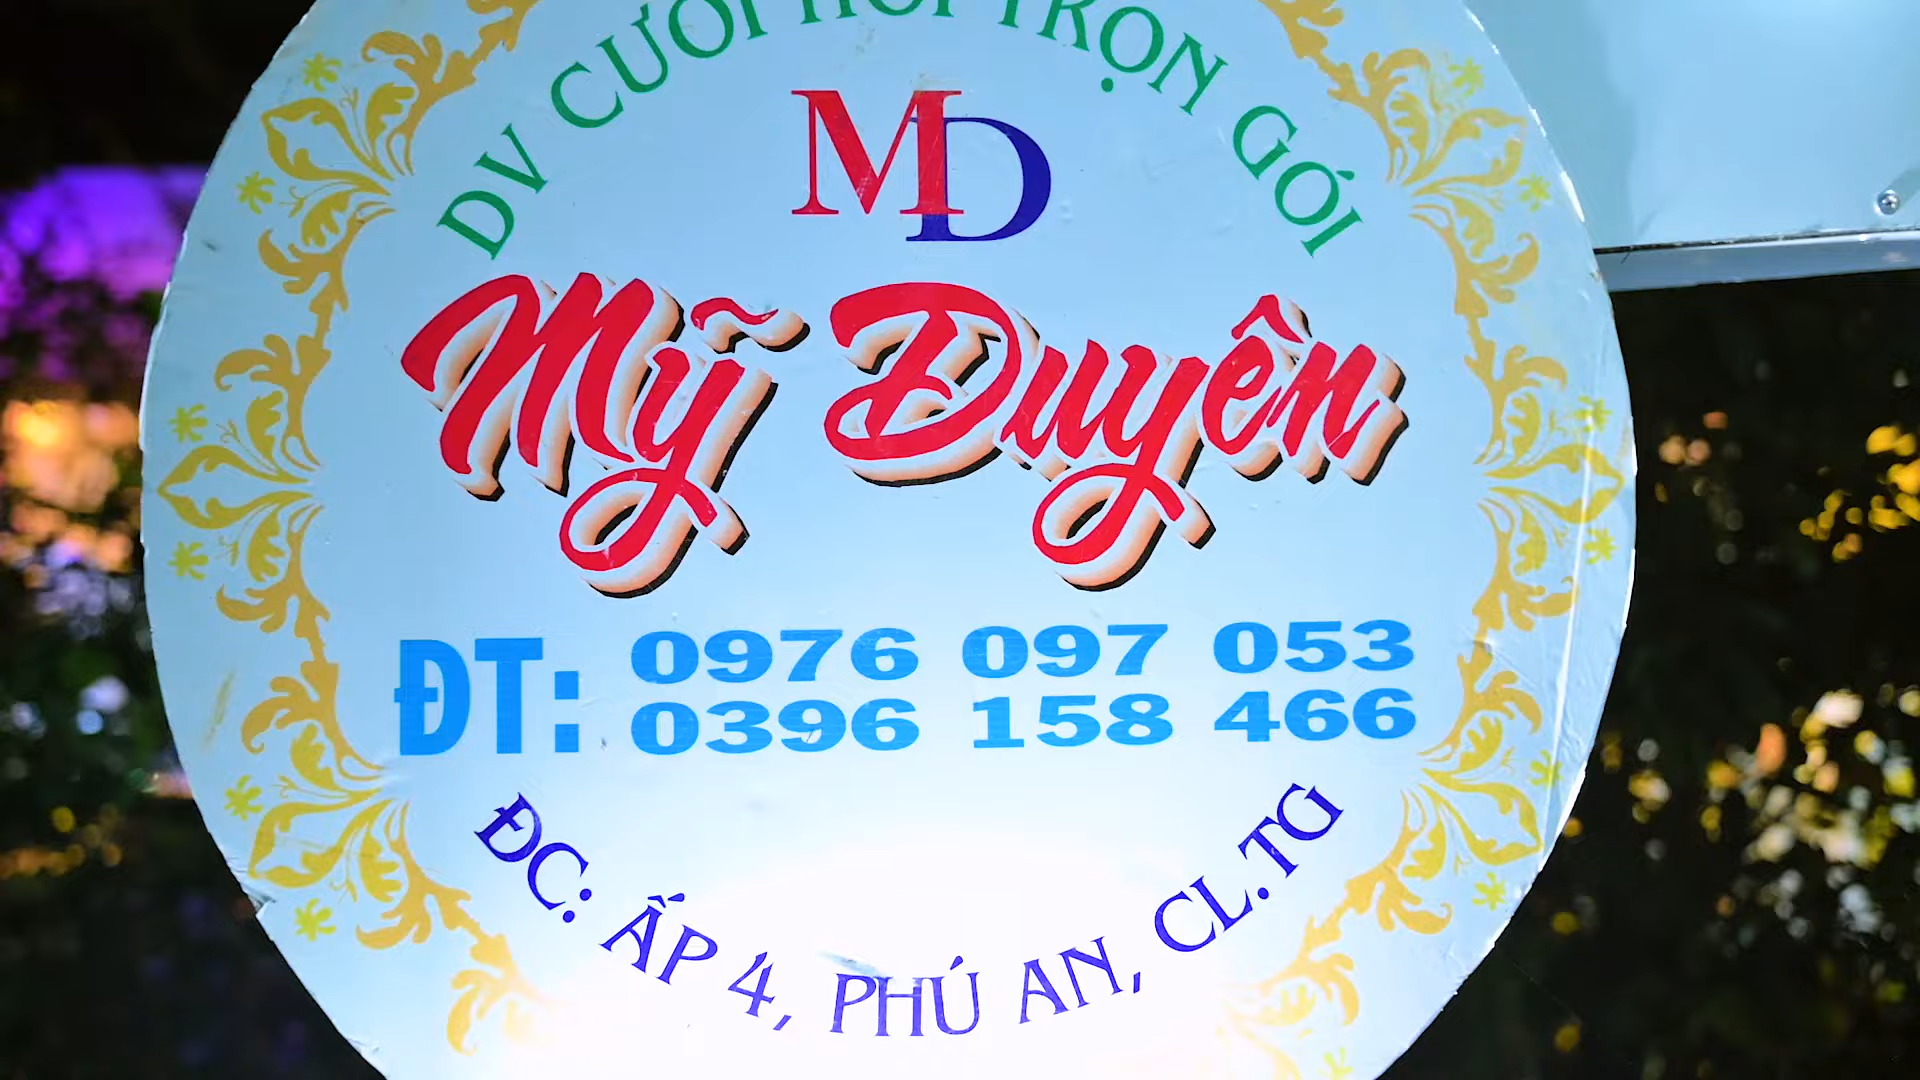 DV CƯỚI HỎI TRỌN GÓI
MD
Mỹ Duyên
ĐT: 0976 097 053
0396 158 466
ĐC: ẤP 4, PHÚ AN, CL.TG